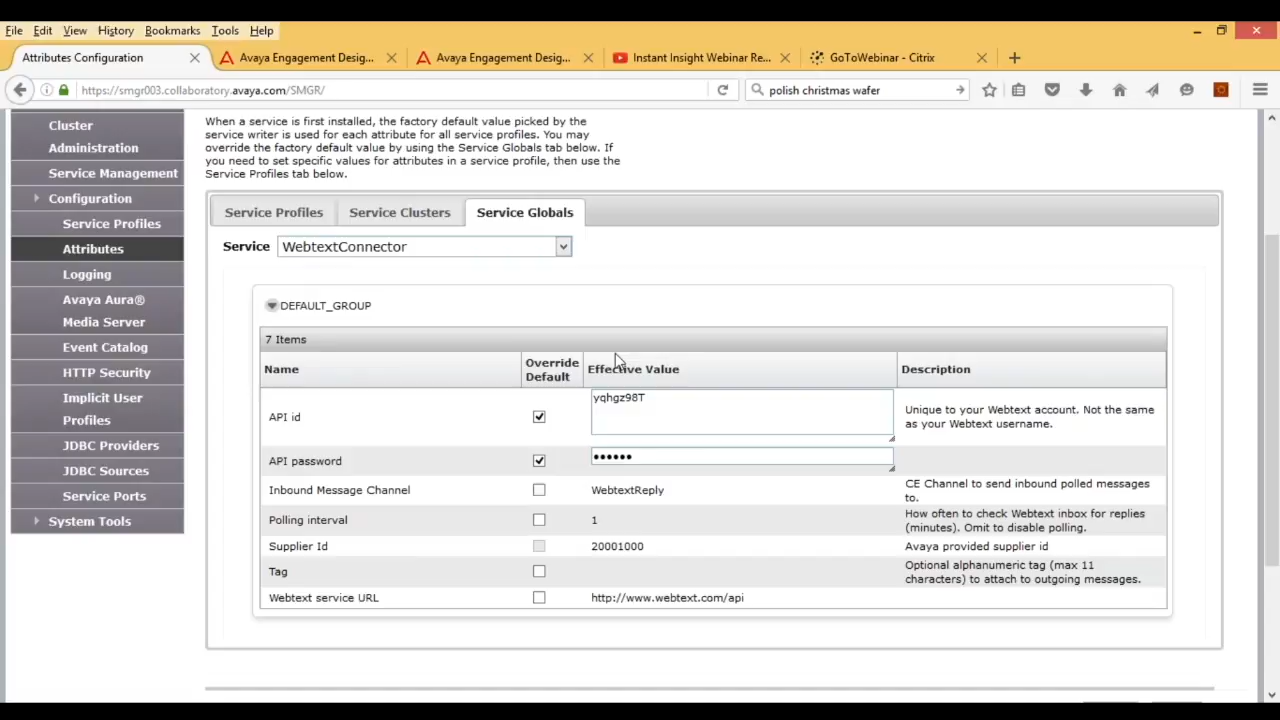 File Edit View History Bookmarks Tools Help
Attributes Configuration
Avaya Engagement Desig...
Avaya Engagement Desig...
Instant Insight Webinar Re...
GoToWebinar - Citrix
https://smgr003.collaboratory.avaya.com/SMGR/
polish christmas wafer
Cluster
Administration
Service Management
Configuration
Service Profiles
Attributes
Logging
Avaya Aura®
Media Server
Event Catalog
HTTP Security
Implicit User
Profiles
JDBC Providers
JDBC Sources
Service Ports
System Tools
When a service is first installed, the factory default value picked by the
service writer is used for each attribute for all service profiles. You may
override the factory default value by using the Service Globals tab below. If
you need to set specific values for attributes in a service profile, then use the
Service Profiles tab below.
Service Profiles
Service Clusters
Service Globals
Service WebtextConnector
DEFAULT_GROUP
7 Items
Name
Override
Default
Effective Value
Description
API id
yqhgz98T
Unique to your Webtext account. Not the same
as your Webtext username.
API password
••••••
Inbound Message Channel
WebtextReply
CE Channel to send inbound polled messages
to.
Polling interval
1
How often to check Webtext inbox for replies
(minutes). Omit to disable polling.
Supplier Id
20001000
Avaya provided supplier id
Tag
Optional alphanumeric tag (max 11
characters) to attach to outgoing messages.
Webtext service URL
http://www.webtext.com/api